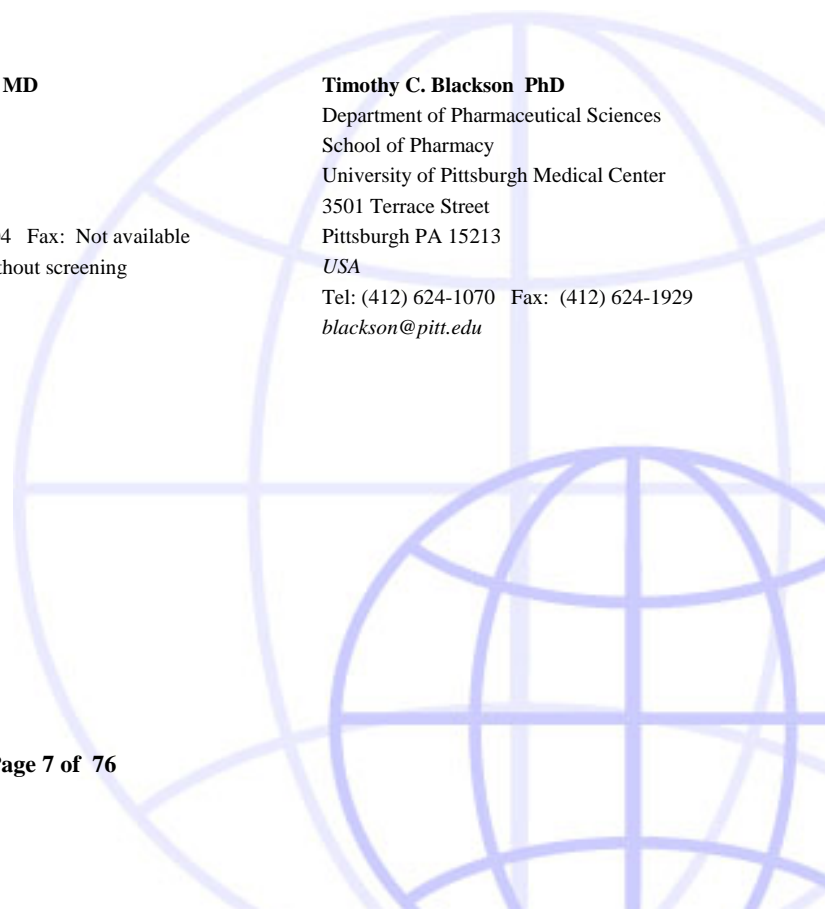 MD
4 Fax: Not available
thout screening
Timothy C. Blackson PhD
Department of Pharmaceutical Sciences
School of Pharmacy
University of Pittsburgh Medical Center
3501 Terrace Street
Pittsburgh PA 15213
USA
Tel: (412) 624-1070 Fax: (412) 624-1929
blackson@pitt.edu
age 7 of 76